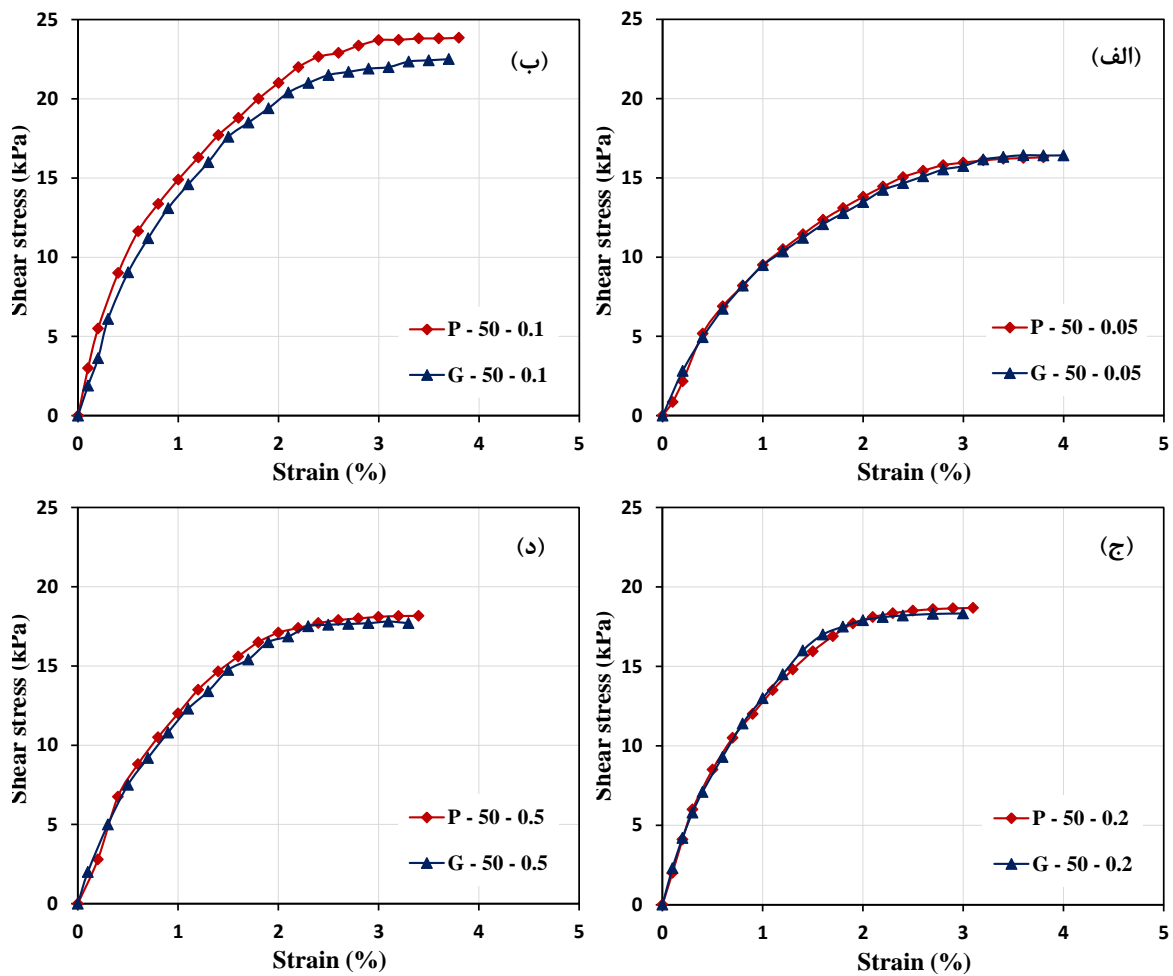 (ب)
Shear stress (kPa)
25
20
15
10
5
0
P - 50 - 0.1
G - 50 - 0.1
0 1 2 3 4 5
Strain (%)
(الف)
Shear stress (kPa)
25
20
15
10
5
0
P - 50 - 0.05
G - 50 - 0.05
0 1 2 3 4 5
Strain (%)
(د)
Shear stress (kPa)
25
20
15
10
5
0
P - 50 - 0.5
G - 50 - 0.5
0 1 2 3 4 5
Strain (%)
(ج)
Shear stress (kPa)
25
20
15
10
5
0
P - 50 - 0.2
G - 50 - 0.2
0 1 2 3 4 5
Strain (%)